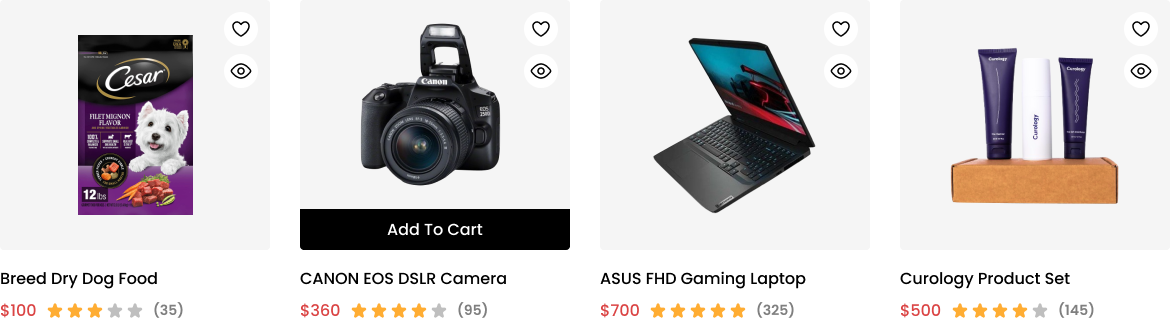 Cesar
FILET MIGNON
FLAVOR
12 lbs
Canon
EOS
Add To Cart
Curology
Curology
Curology
Breed Dry Dog Food
$100
(35)
CANON EOS DSLR Camera
$360
(95)
ASUS FHD Gaming Laptop
$700
(325)
Curology Product Set
$500
(145)